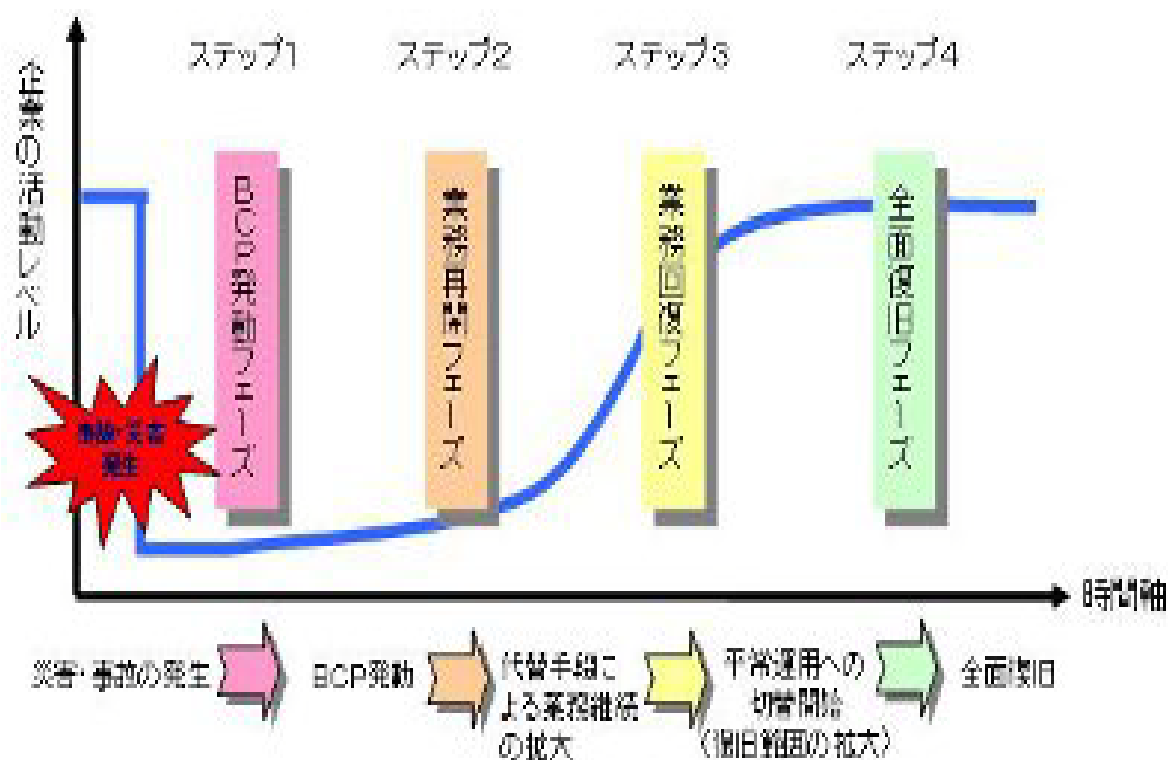 ステップ1
ステップ2
ステップ3
ステップ4
企業の活動レベル
BCP発動フェーズ
業務再開フェーズ
業務回復フェーズ
全面復旧フェーズ
事故・災害
発生
時間軸
災害・事故の発生
BCP発動
代替手段に
よる業務継続
の拡大
平常運用への
切替開始
（復旧範囲の拡大）
全面復旧